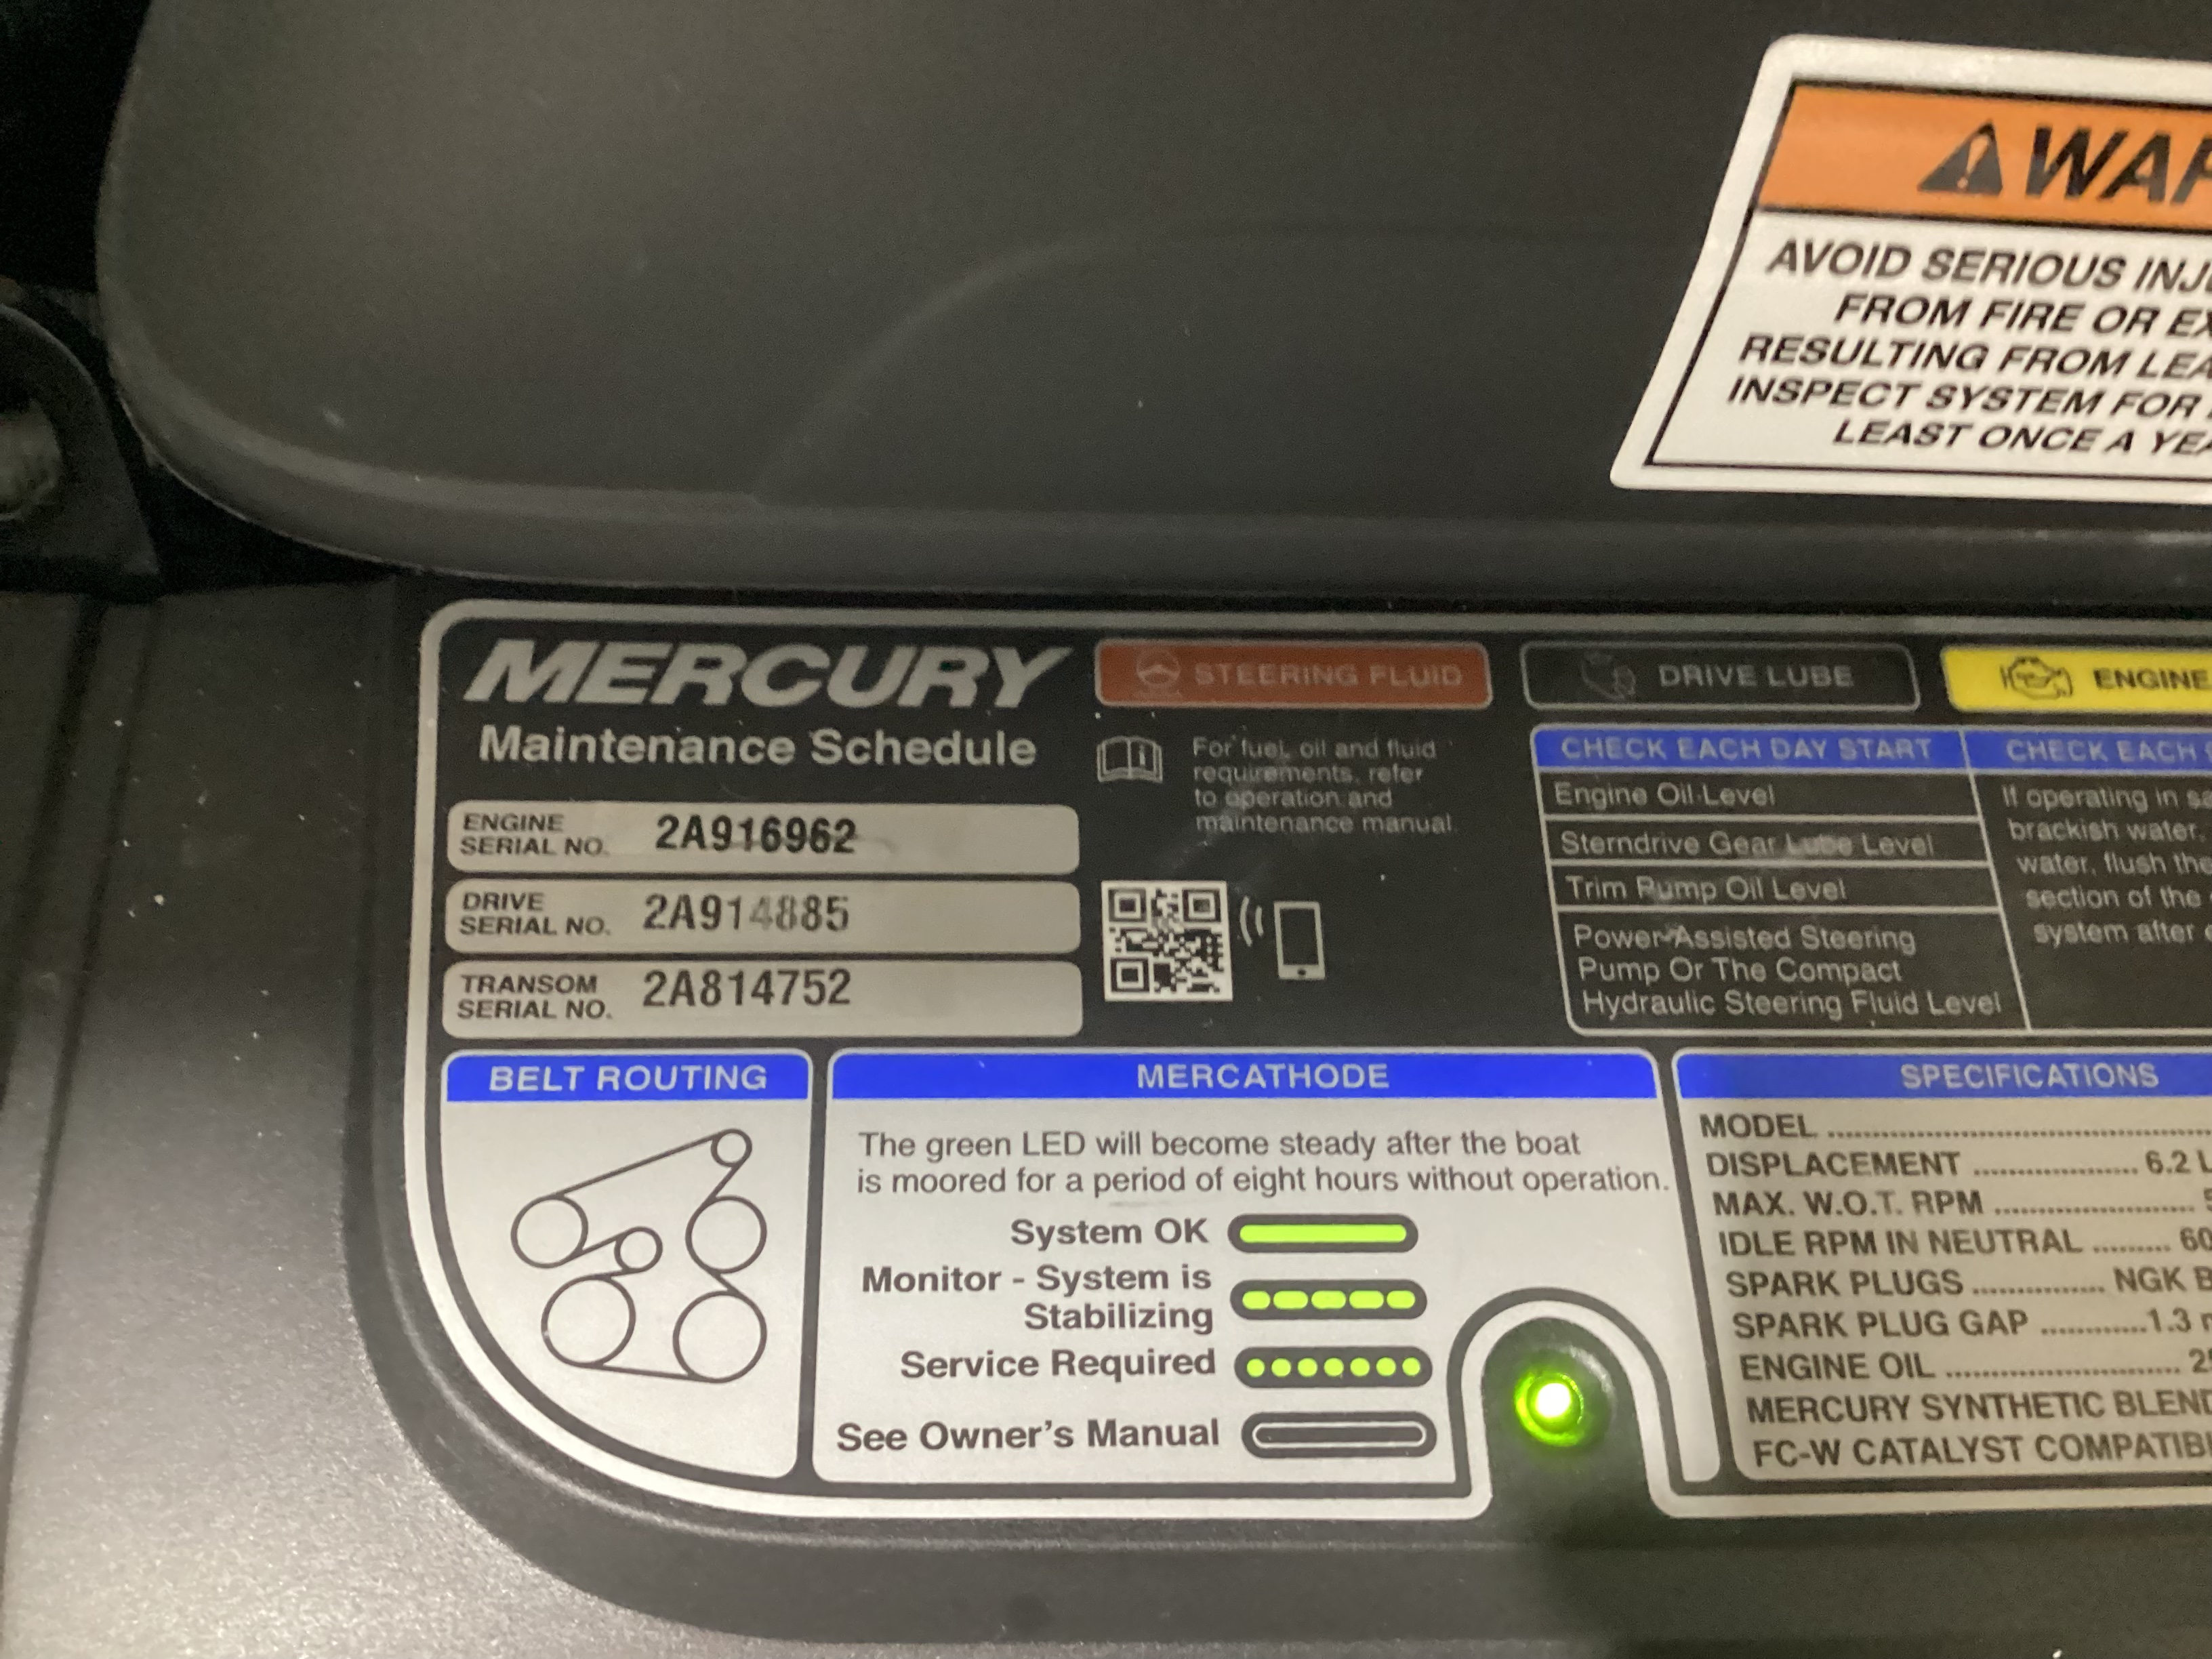 WAR
AVOID SERIOUS INJU
FROM FIRE OR EX
RESULTING FROM LEA
INSPECT SYSTEM FOR
LEAST ONCE A YEA
MERCURY
Maintenance Schedule
STEERING FLUID
DRIVE LUBE
ENGINE
For fuel, oil and fluid
requirements, refer
to operation and
maintenance manual.
CHECK EACH DAY START
Engine Oil Level
Sterndrive Gear Lube Level
Trim Pump Oil Level
Power-Assisted Steering
Pump Or The Compact
Hydraulic Steering Fluid Level
CHECK EACH
If operating in sa
brackish water,
water, flush the
section of the
system after
ENGINE
SERIAL NO. 2A916962
DRIVE
SERIAL NO. 2A914885
TRANSOM
SERIAL NO. 2A814752
BELT ROUTING
MERCATHODE
The green LED will become steady after the boat
is moored for a period of eight hours without operation.
System OK
Monitor - System is
Stabilizing
Service Required
See Owner's Manual
SPECIFICATIONS
MODEL
DISPLACEMENT 6.2 L
MAX. W.O.T. RPM 5
IDLE RPM IN NEUTRAL 60
SPARK PLUGS NGK B
SPARK PLUG GAP 1.3
ENGINE OIL 25
MERCURY SYNTHETIC BLEND
FC-W CATALYST COMPATIB